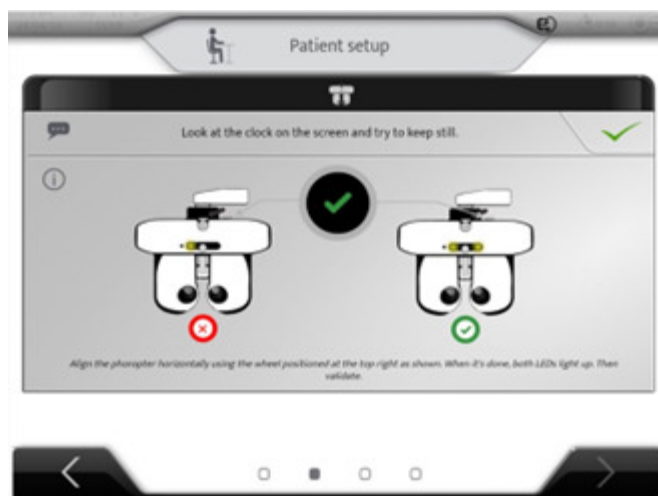 Patient setup
Look at the clock on the screen and try to keep still.
Align the phoropter horizontally using the wheel positioned at the top right as shown. When it's done, both LEDs light up. Then
validate.